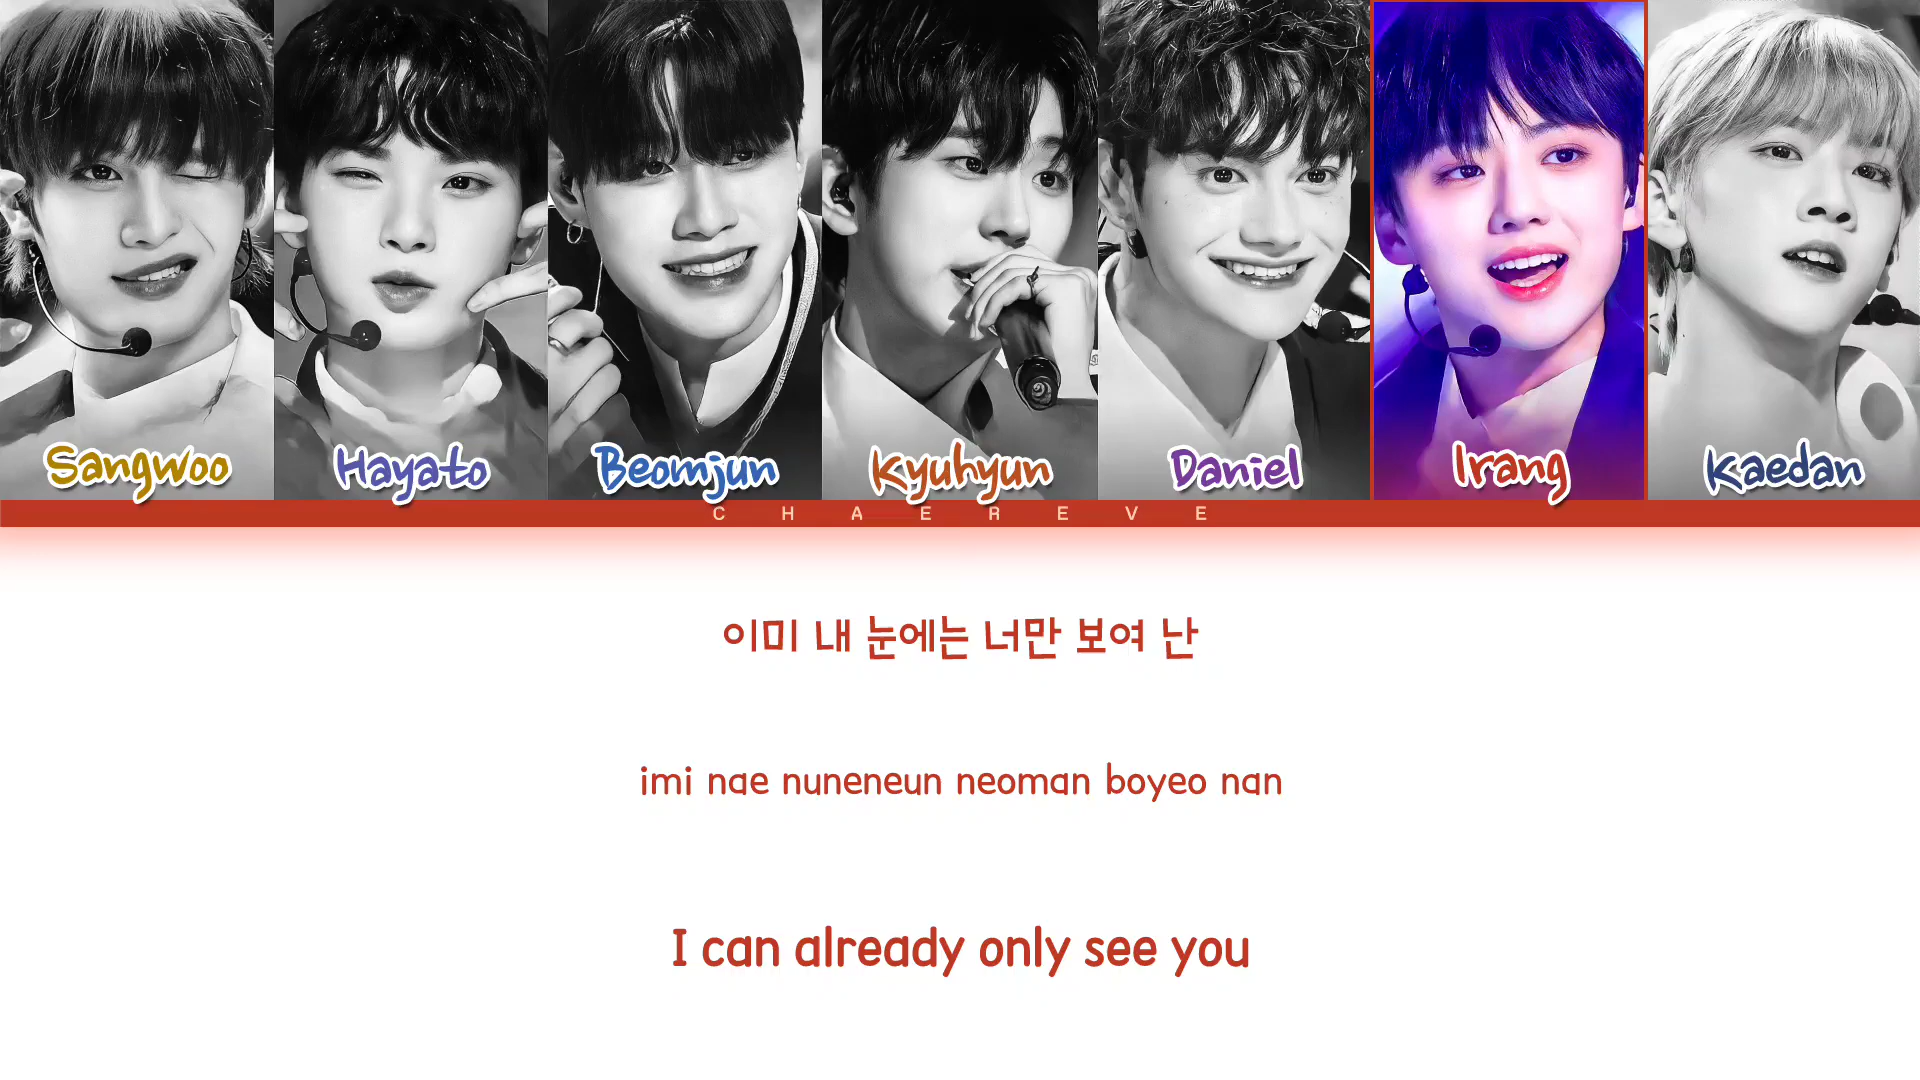 Sangwoo
Hayato
Beomjun
Kyuhyun
Daniel
Irang
Kaedan
CHAEREVE
이미 내 눈에는 너만 보여 난
imi nae nuneneun neoman boyeo nan
I can already only see you